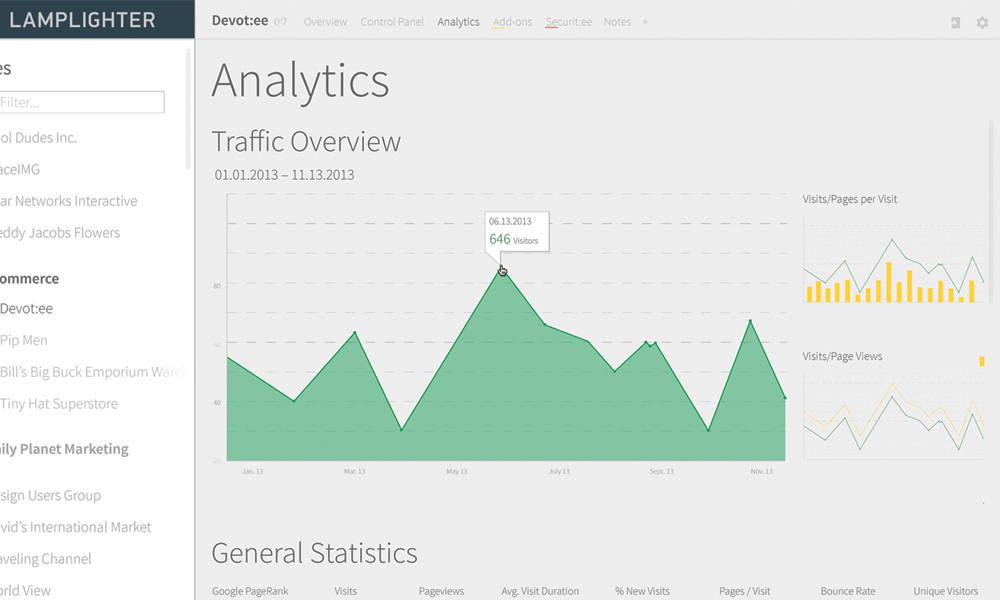 LAMPLIGHTER
Devot:ee
Overview
Control Panel
Analytics
Add-ons
Securit:ee
Notes
+
es
Filter...
ol Dudes Inc.
aceIMG
ar Networks Interactive
eddy Jacobs Flowers
ommerce
Devot:ee
Pip Men
Bill's Big Buck Emporium Ware
Tiny Hat Superstore
ily Planet Marketing
sign Users Group
vid's International Market
aveling Channel
orld View
Analytics
Traffic Overview
01.01.2013 – 11.13.2013
06.13.2013
646 Visitors
80
60
40
20
Jan. 13
Mar. 13
May 13
July 13
Sept. 13
Nov. 13
Visits/Pages per Visit
Visits/Page Views
General Statistics
Google PageRank
Visits
Pageviews
Avg. Visit Duration
% New Visits
Pages / Visit
Bounce Rate
Unique Visitors